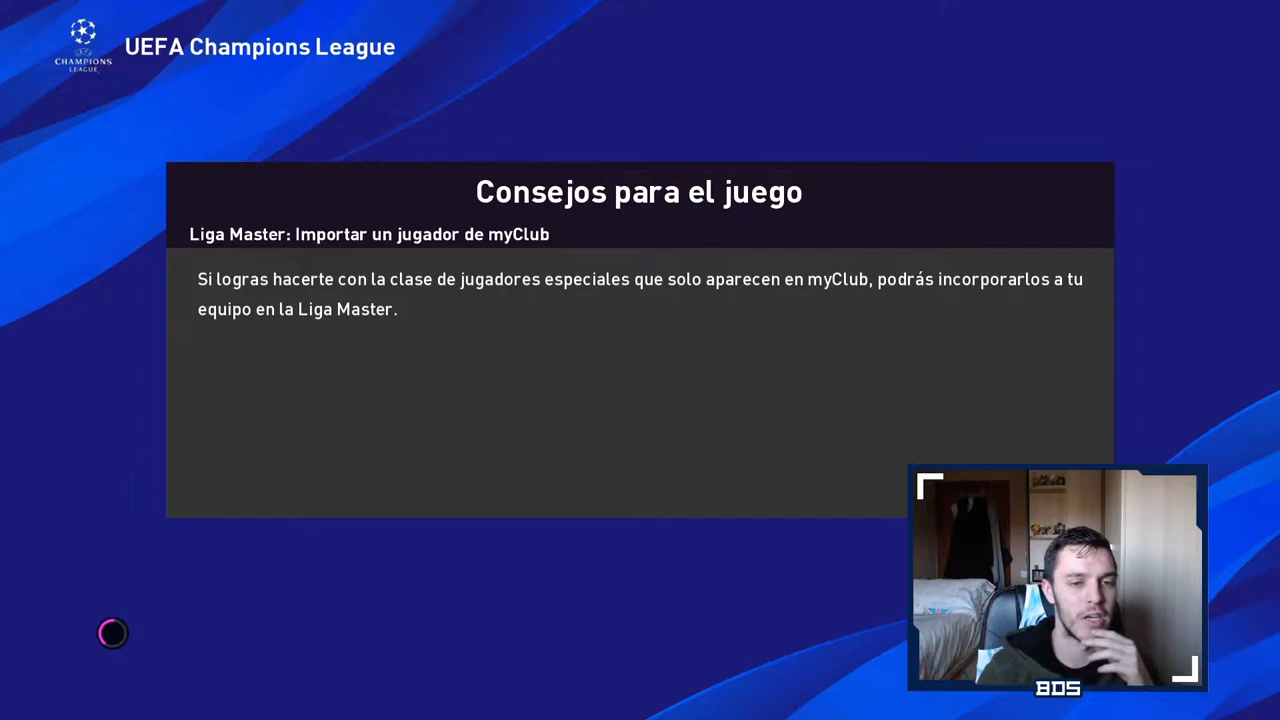 UEFA Champions League
UEFA
CHAMPIONS
LEAGUE
Consejos para el juego
Liga Master: Importar un jugador de myClub
Si logras hacerte con la clase de jugadores especiales que solo aparecen en myClub, podrás incorporarlos a tu
equipo en la Liga Master.
BDS